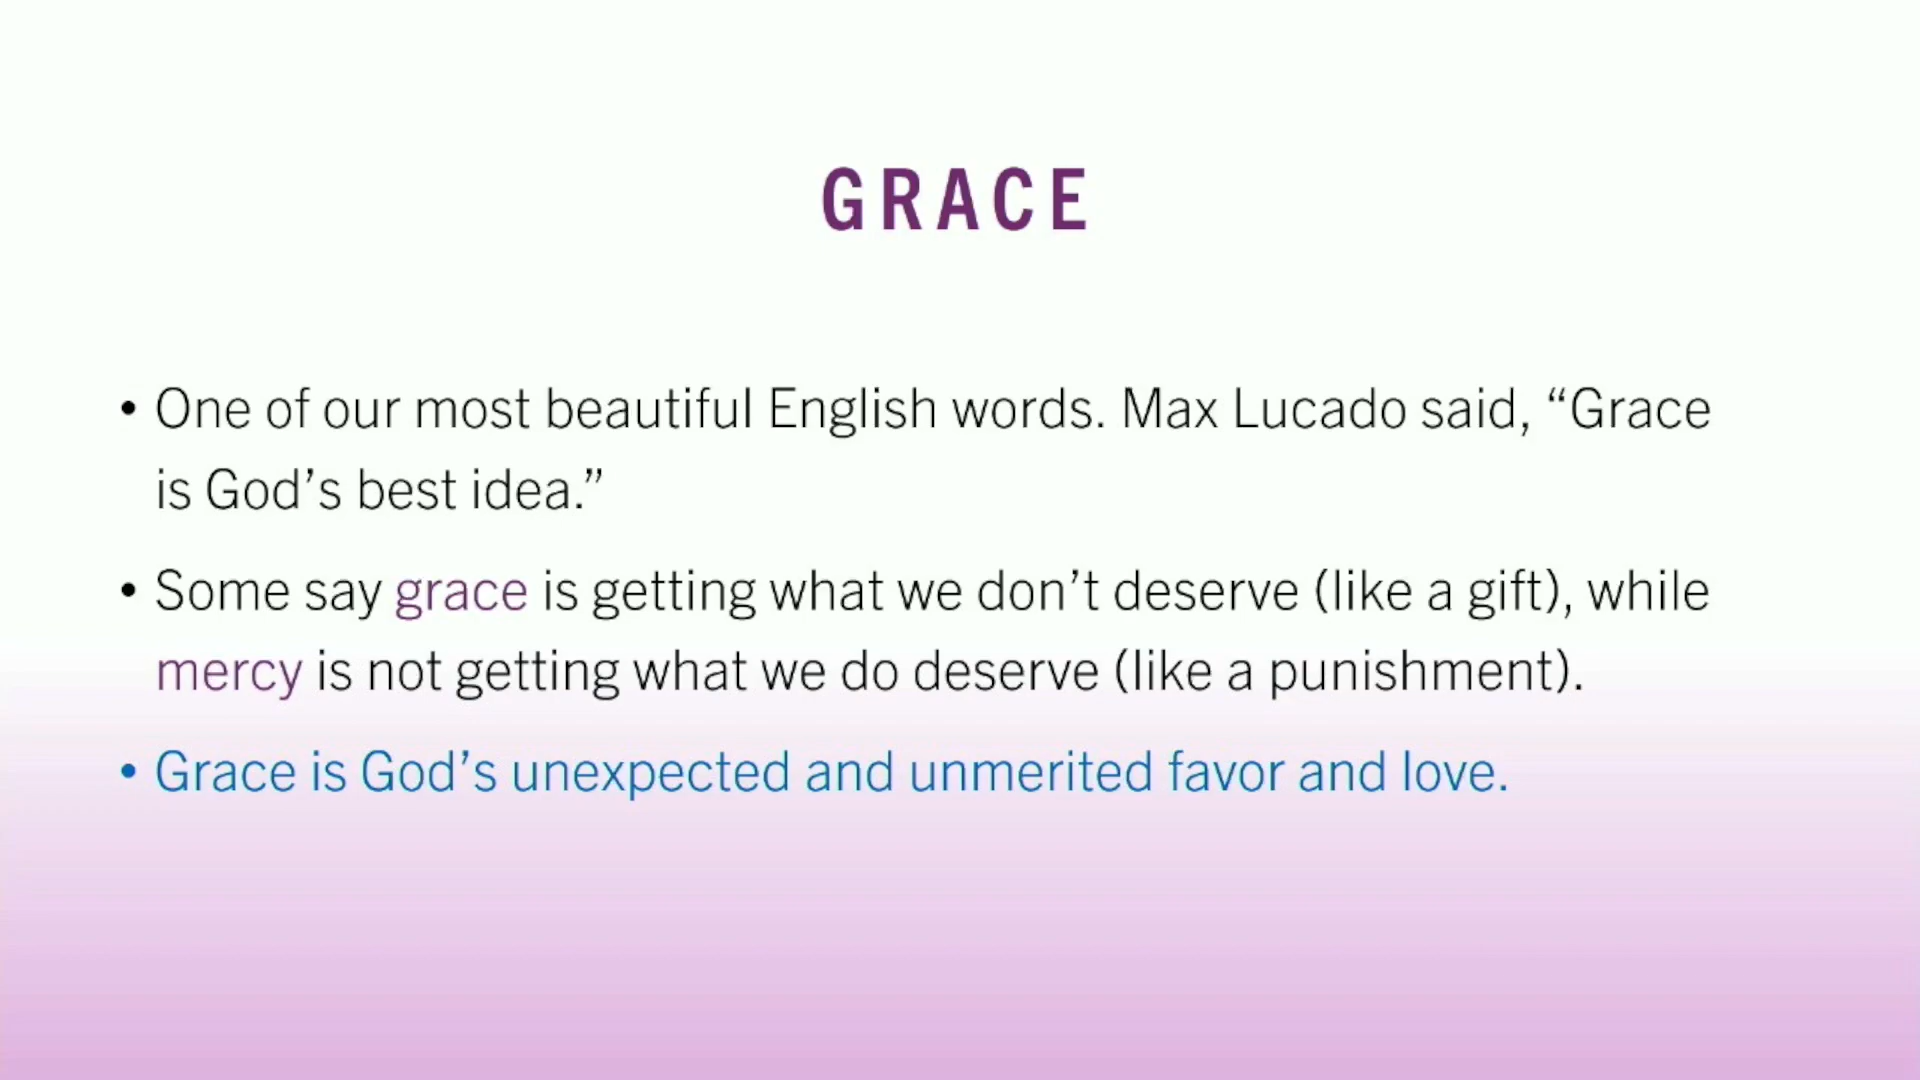 GRACE
• One of our most beautiful English words. Max Lucado said, “Grace
is God’s best idea.”
• Some say grace is getting what we don’t deserve (like a gift), while
mercy is not getting what we do deserve (like a punishment).
• Grace is God’s unexpected and unmerited favor and love.